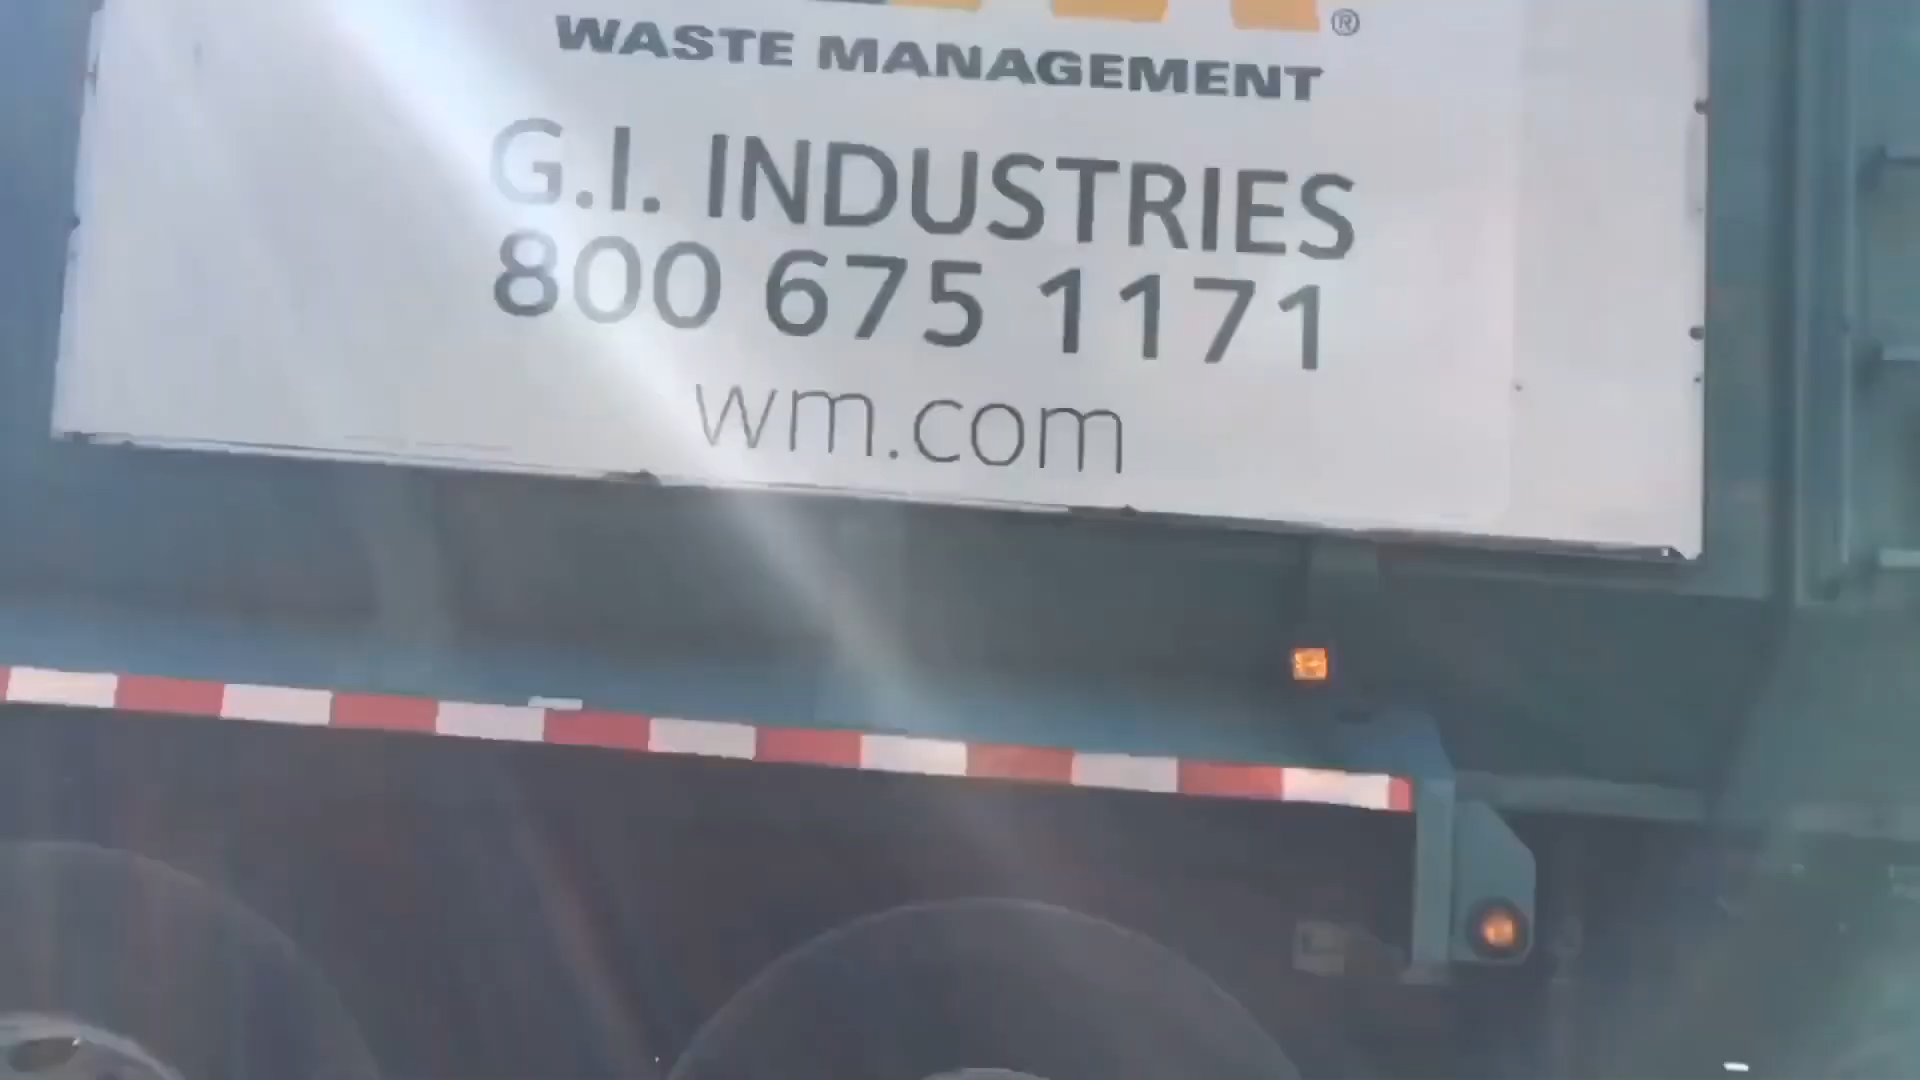 ®
WASTE MANAGEMENT
G.I. INDUSTRIES
800 675 1171
wm.com